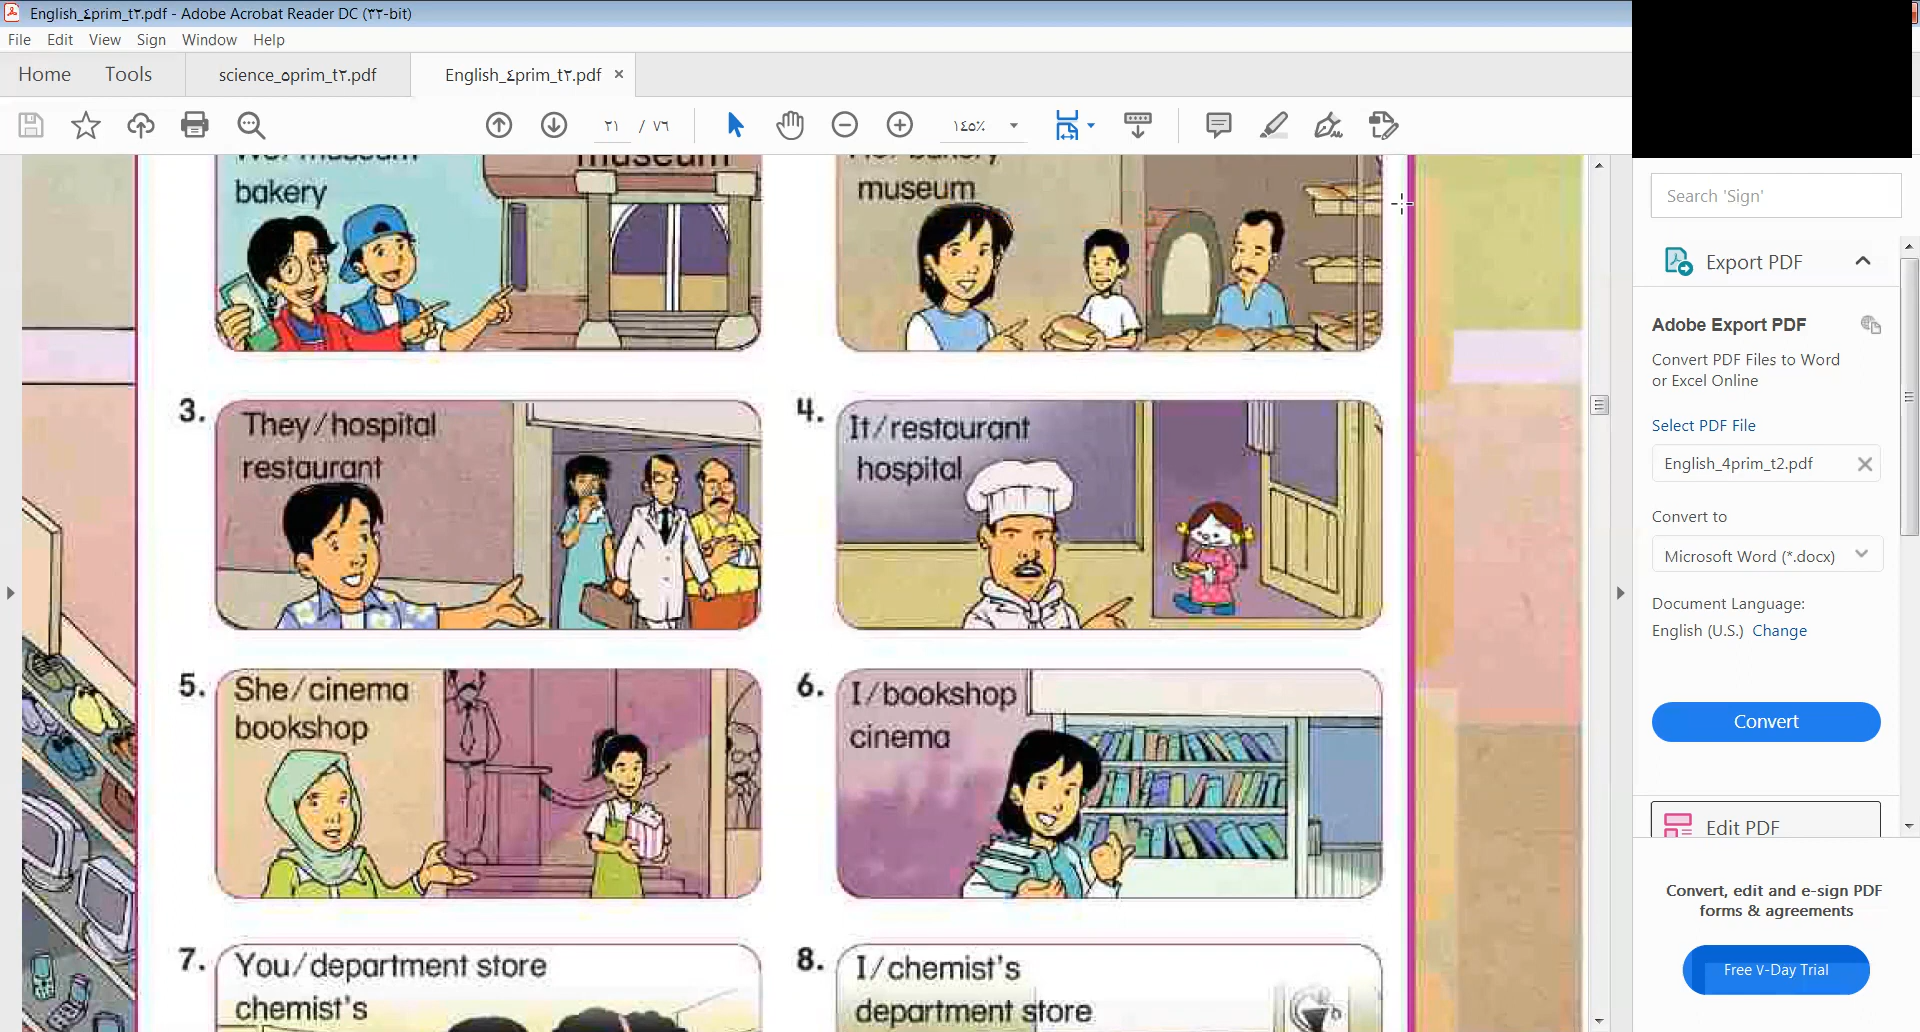 English_٤prim_t٢.pdf - Adobe Acrobat Reader DC (٣٢-bit)
File Edit View Sign Window Help
Home Tools science_٥prim_t٢.pdf English_٤prim_t٢.pdf ×
٢١ / ٧٦ ١٤٥٪
We/museum museum
bakery
bakery
museum
3. They/hospital
restaurant
4. It/restaurant
hospital
5. She/cinema
bookshop
6. I/bookshop
cinema
7. You/department store
chemist's
8. I/chemist's
department store
Search 'Sign'
Export PDF
Adobe Export PDF
Convert PDF Files to Word
or Excel Online
Select PDF File
English_4prim_t2.pdf
Convert to
Microsoft Word (*.docx)
Document Language:
English (U.S.) Change
Convert
Edit PDF
Convert, edit and e-sign PDF
forms & agreements
Free V-Day Trial